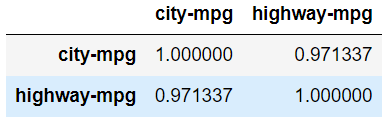 city-mpg highway-mpg
city-mpg 1.000000 0.971337
highway-mpg 0.971337 1.000000